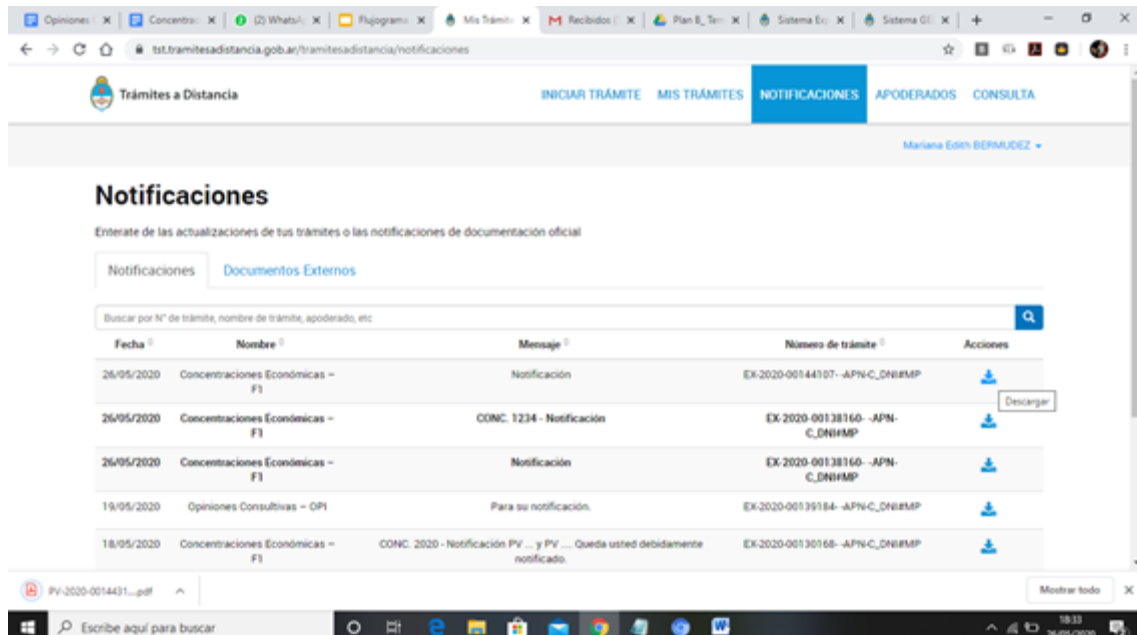 Opiniones
Concentrac
(2) WhatsA
Flujograma
Mis Trámite
Recibidos (
Plan B_ Ter
Sistema Ex
Sistema GE
tst.tramitesadistancia.gob.ar/tramitesadistancia/notificaciones
Trámites a Distancia
INICIAR TRÁMITE MIS TRÁMITES NOTIFICACIONES APODERADOS CONSULTA
Mariana Edith BERMUDEZ
Notificaciones
Enterate de las actualizaciones de tus trámites o las notificaciones de documentación oficial
Notificaciones Documentos Externos
Buscar por N° de trámite, nombre de trámite, apoderado, etc
Fecha Nombre Mensaje Número de trámite Acciones
26/05/2020 Concentraciones Económicas – Notificación EX-2020-00144107- -APN-C_DNI#MP
F1
Descargar
26/05/2020 Concentraciones Económicas – CONC. 1234 - Notificación EX-2020-00138160- -APN-
F1 C_DNI#MP
26/05/2020 Concentraciones Económicas – Notificación EX-2020-00138160- -APN-
F1 C_DNI#MP
19/05/2020 Opiniones Consultivas – OPI Para su notificación. EX-2020-00139184- -APN-C_DNI#MP
18/05/2020 Concentraciones Económicas – CONC. 2020 - Notificación PV ... y PV .... Queda usted debidamente EX-2020-00130168- -APN-C_DNI#MP
F1 notificado.
PV-2020-0014431....pdf Mostrar todo
Escribe aquí para buscar
18:33
26/05/2020